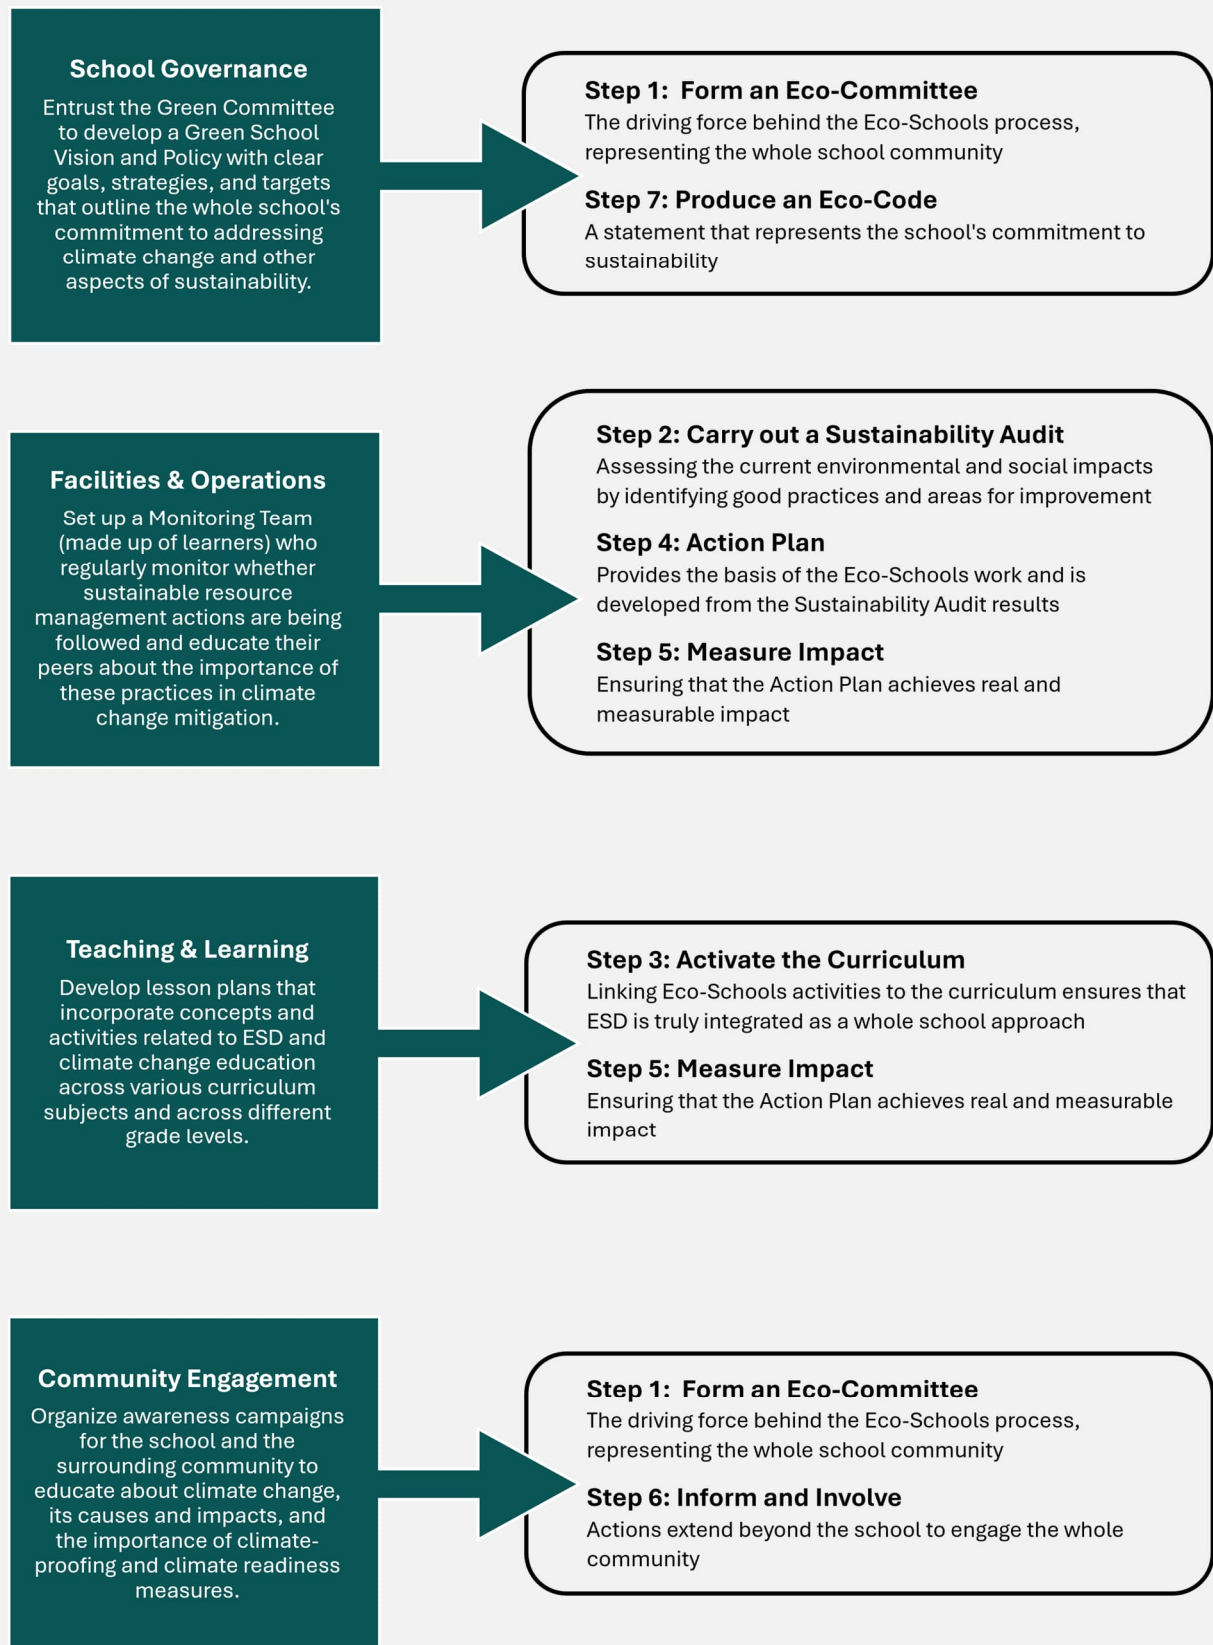 School Governance
Entrust the Green Committee
to develop a Green School
Vision and Policy with clear
goals, strategies, and targets
that outline the whole school's
commitment to addressing
climate change and other
aspects of sustainability.
Step 1:  Form an Eco-Committee
The driving force behind the Eco-Schools process,
representing the whole school community
Step 7: Produce an Eco-Code
A statement that represents the school's commitment to
sustainability
Facilities & Operations
Set up a Monitoring Team
(made up of learners) who
regularly monitor whether
sustainable resource
management actions are being
followed and educate their
peers about the importance of
these practices in climate
change mitigation.
Step 2: Carry out a Sustainability Audit
Assessing the current environmental and social impacts
by identifying good practices and areas for improvement
Step 4: Action Plan
Provides the basis of the Eco-Schools work and is
developed from the Sustainability Audit results
Step 5: Measure Impact
Ensuring that the Action Plan achieves real and
measurable impact
Teaching & Learning
Develop lesson plans that
incorporate concepts and
activities related to ESD and
climate change education
across various curriculum
subjects and across different
grade levels.
Step 3: Activate the Curriculum
Linking Eco-Schools activities to the curriculum ensures that
ESD is truly integrated as a whole school approach
Step 5: Measure Impact
Ensuring that the Action Plan achieves real and measurable
impact
Community Engagement
Organize awareness campaigns
for the school and the
surrounding community to
educate about climate change,
its causes and impacts, and
the importance of climate-
proofing and climate readiness
measures.
Step 1:  Form an Eco-Committee
The driving force behind the Eco-Schools process,
representing the whole school community
Step 6: Inform and Involve
Actions extend beyond the school to engage the whole
community